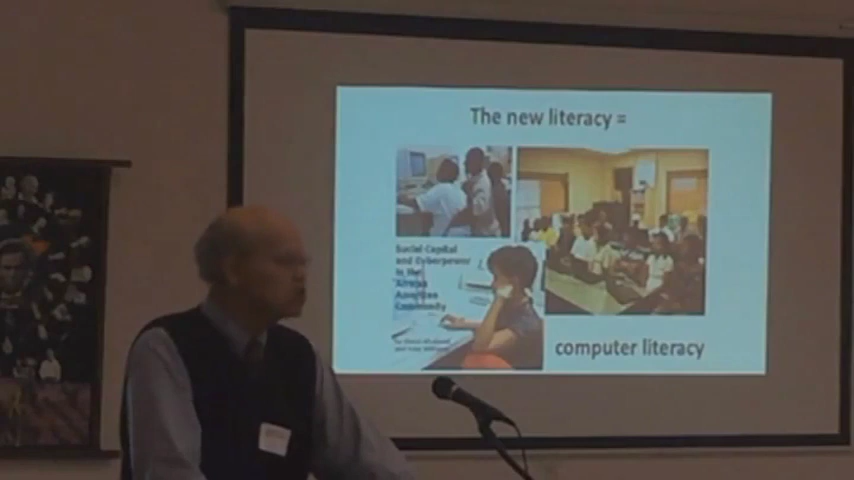 The new literacy =
Social Capital
and Cyberpower
in the
African
American
Community
computer literacy